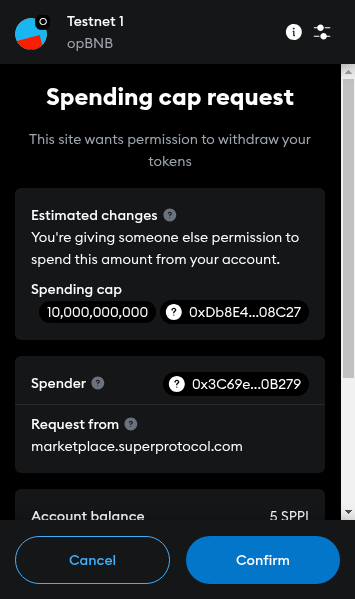 Testnet 1
opBNB
Spending cap request
This site wants permission to withdraw your
tokens
Estimated changes
You're giving someone else permission to
spend this amount from your account.
Spending cap
10,000,000,000 0xDb8E4...08C27
Spender 0x3C69e...0B279
Request from
marketplace.superprotocol.com
Account balance 5 SPPI
Cancel Confirm